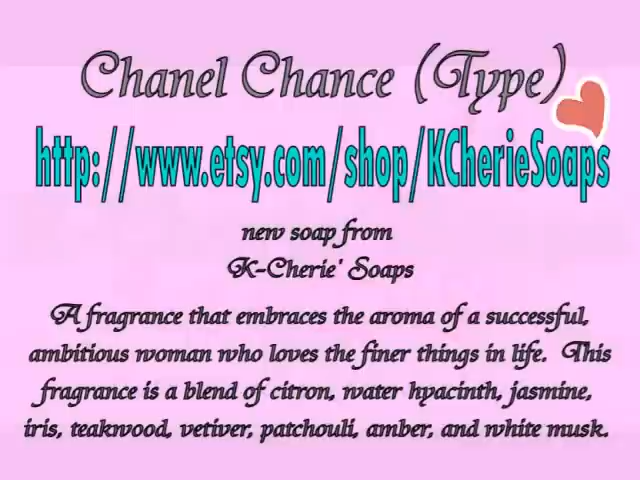 Chanel Chance (Type)
http://www.etsy.com/shop/KCherieSoaps
new soap from
K-Cherie' Soaps
A fragrance that embraces the aroma of a successful,
ambitious woman who loves the finer things in life. This
fragrance is a blend of citron, water hyacinth, jasmine,
iris, teakwood, vetiver, patchouli, amber, and white musk.